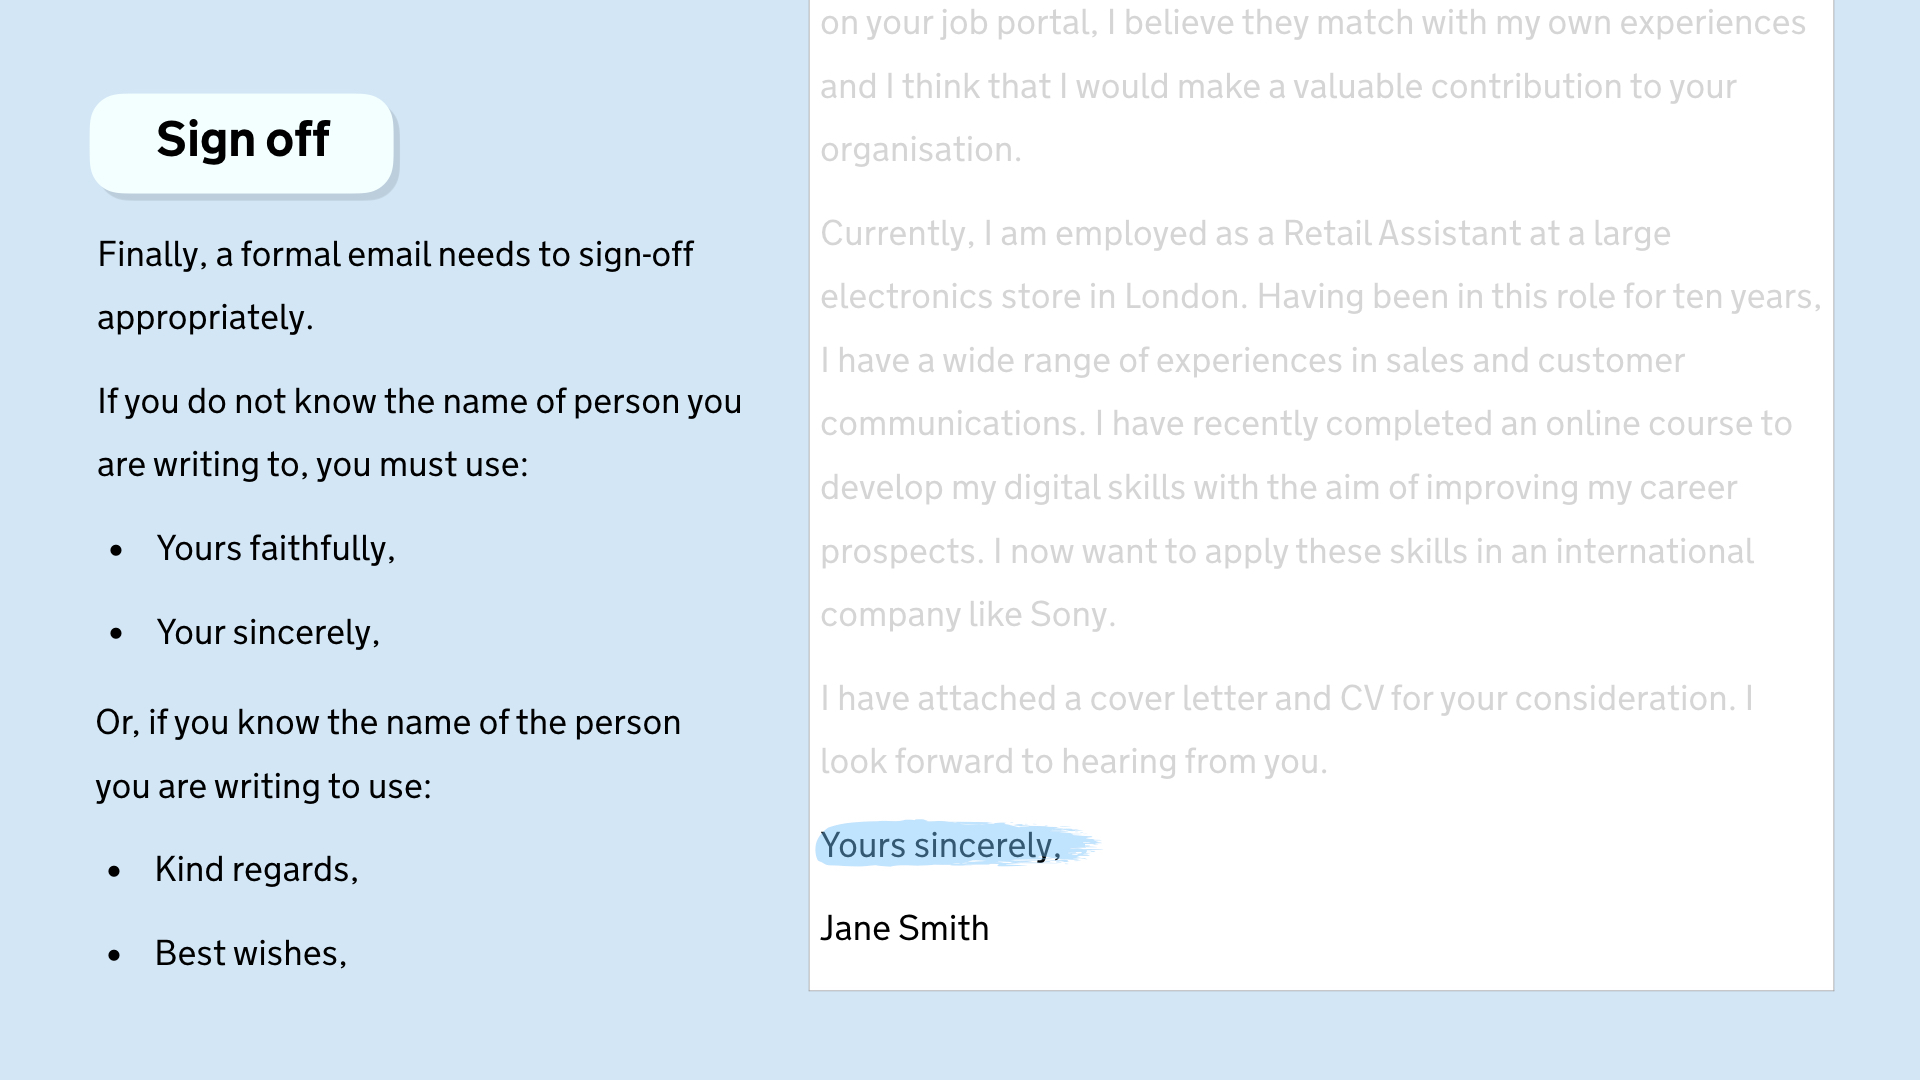 Sign off
Finally, a formal email needs to sign-off
appropriately.
If you do not know the name of person you
are writing to, you must use:
• Yours faithfully,
• Your sincerely,
Or, if you know the name of the person
you are writing to use:
• Kind regards,
• Best wishes,
on your job portal, I believe they match with my own experiences
and I think that I would make a valuable contribution to your
organisation.
Currently, I am employed as a Retail Assistant at a large
electronics store in London. Having been in this role for ten years,
I have a wide range of experiences in sales and customer
communications. I have recently completed an online course to
develop my digital skills with the aim of improving my career
prospects. I now want to apply these skills in an international
company like Sony.
I have attached a cover letter and CV for your consideration. I
look forward to hearing from you.
Yours sincerely,
Jane Smith